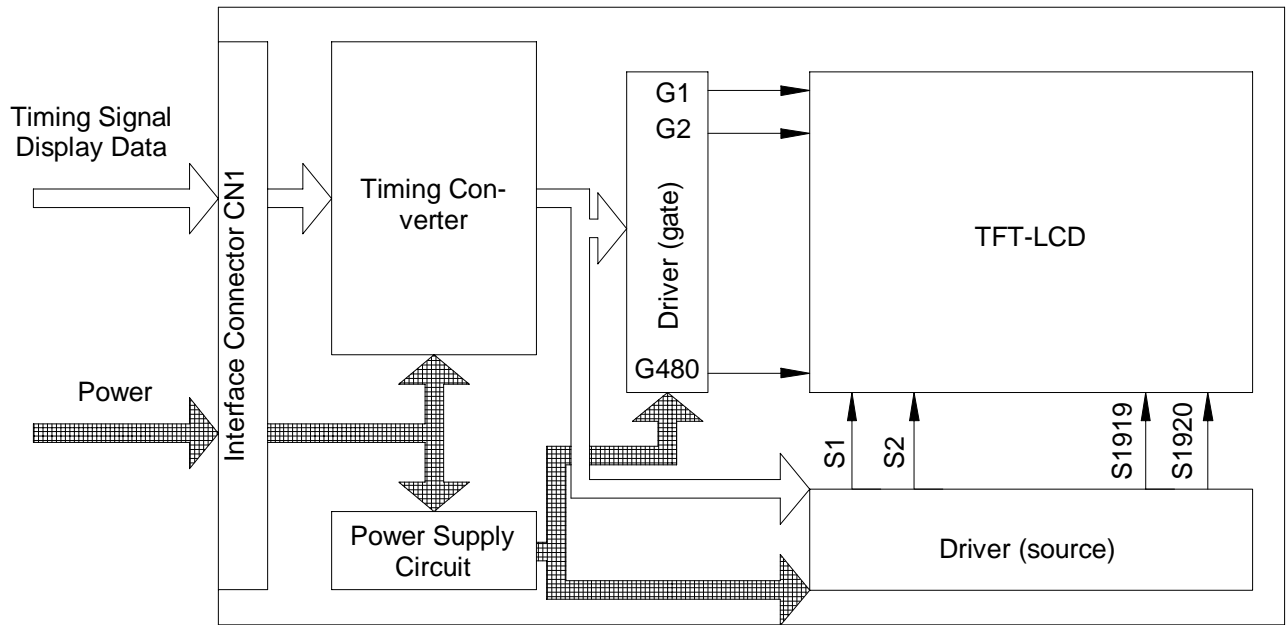 Timing Signal
Display Data
Power
Interface Connector CN1
Timing Con-
verter
Power Supply
Circuit
G1
G2
Driver (gate)
G480
TFT-LCD
S1
S2
S1919
S1920
Driver (source)